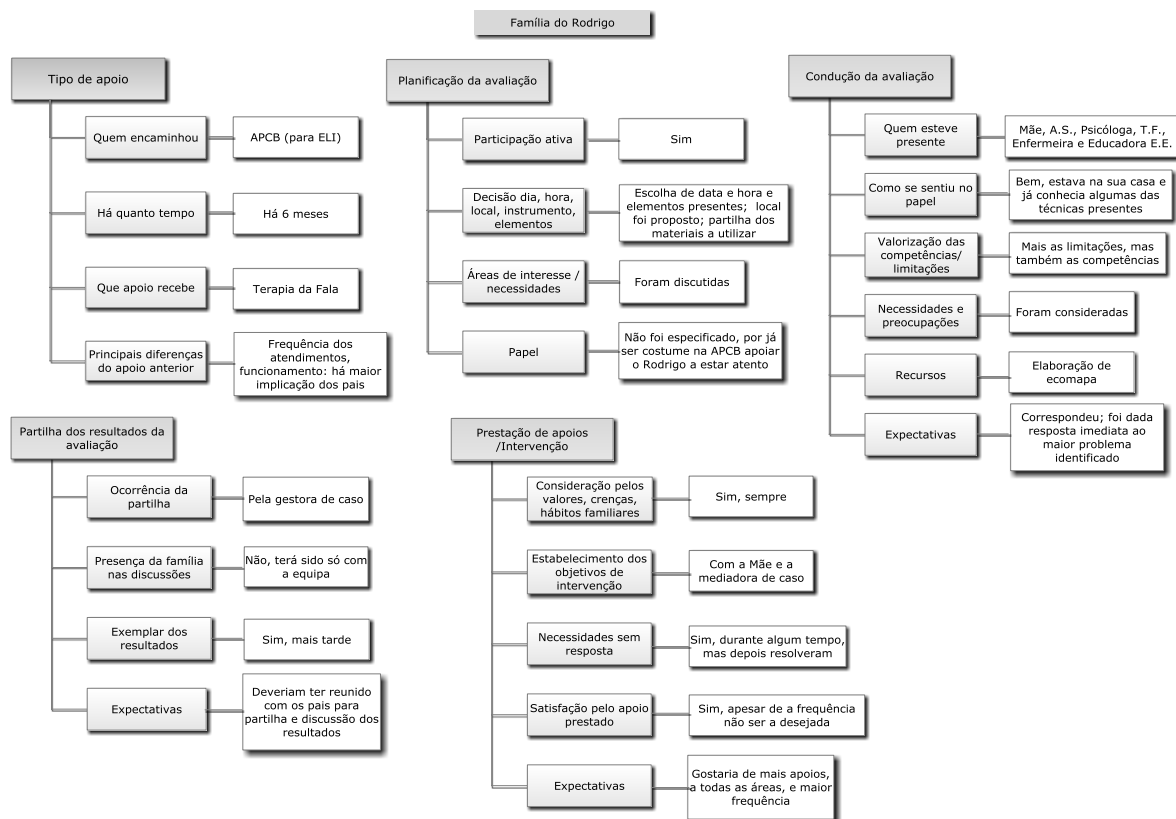 Família do Rodrigo
Tipo de apoio
Quem encaminhou
APCB (para ELI)
Há quanto tempo
Há 6 meses
Que apoio recebe
Terapia da Fala
Principais diferenças
do apoio anterior
Frequência dos
atendimentos,
funcionamento: há maior
implicação dos pais
Planificação da avaliação
Participação ativa
Sim
Decisão dia, hora,
local, instrumento,
elementos
Escolha de data e hora e
elementos presentes; local
foi proposto; partilha dos
materiais a utilizar
Áreas de interesse /
necessidades
Foram discutidas
Papel
Não foi especificado, por já
ser costume na APCB apoiar
o Rodrigo a estar atento
Condução da avaliação
Quem esteve
presente
Mãe, A.S., Psicóloga, T.F.,
Enfermeira e Educadora E.E.
Como se sentiu no
papel
Bem, estava na sua casa e
já conhecia algumas das
técnicas presentes
Valorização das
competências/
limitações
Mais as limitações, mas
também as competências
Necessidades e
preocupações
Foram consideradas
Recursos
Elaboração de
ecomapa
Expectativas
Correspondeu; foi dada
resposta imediata ao
maior problema
identificado
Partilha dos resultados da
avaliação
Ocorrência da
partilha
Pela gestora de caso
Presença da família
nas discussões
Não, terá sido só com
a equipa
Exemplar dos
resultados
Sim, mais tarde
Expectativas
Deveriam ter reunido
com os pais para
partilha e discussão dos
resultados
Prestação de apoios
/Intervenção
Consideração pelos
valores, crenças,
hábitos familiares
Sim, sempre
Estabelecimento dos
objetivos de
intervenção
Com a Mãe e a
mediadora de caso
Necessidades sem
resposta
Sim, durante algum tempo,
mas depois resolveram
Satisfação pelo apoio
prestado
Sim, apesar de a frequência
não ser a desejada
Expectativas
Gostaria de mais apoios,
a todas as áreas, e maior
frequência